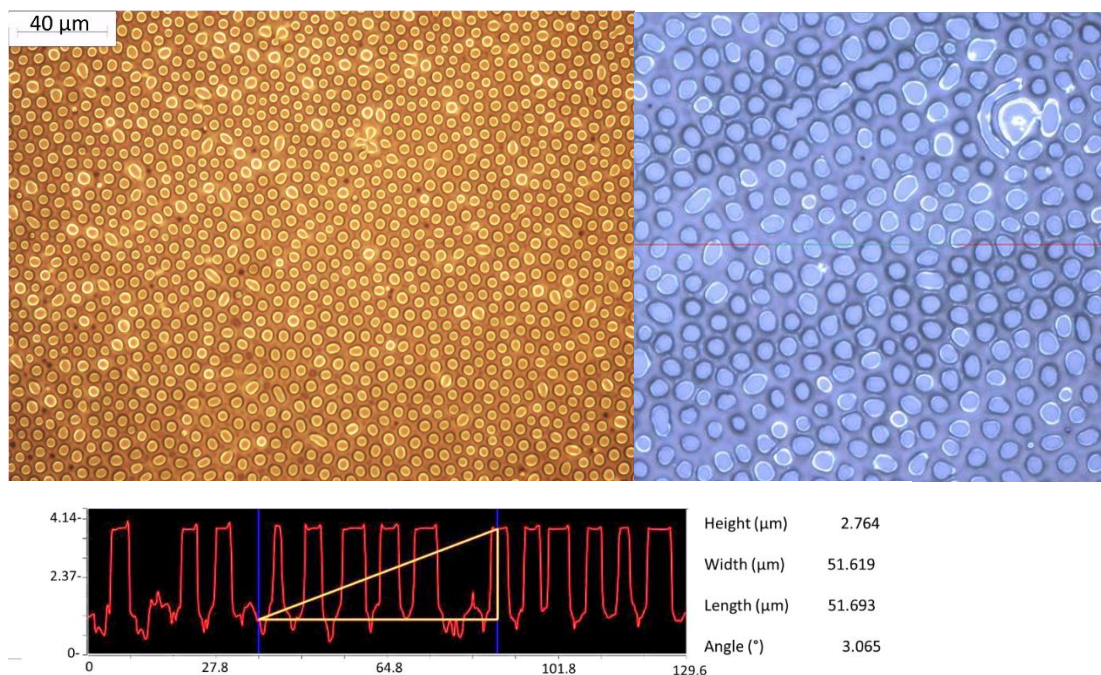 40 µm
4.14-
2.37-
0-
0 27.8 64.8 101.8 129.6
Height (µm) 2.764
Width (µm) 51.619
Length (µm) 51.693
Angle (°) 3.065